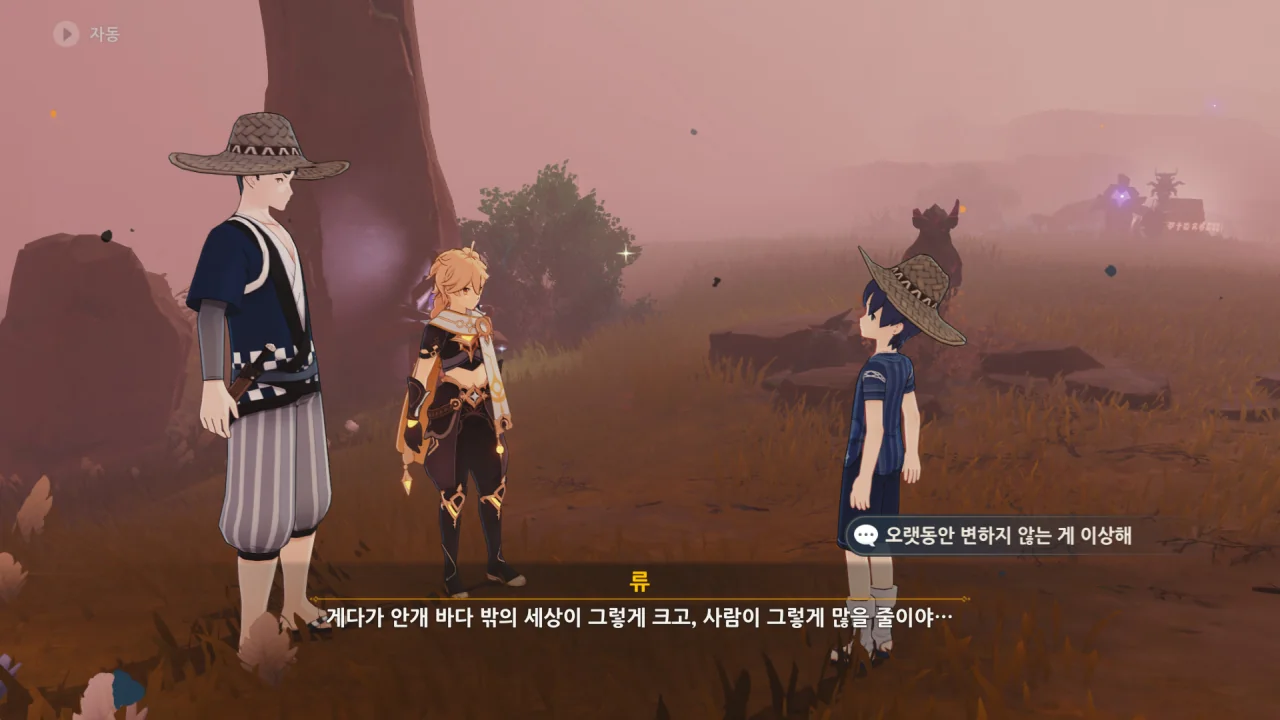 자동
오랫동안 변하지 않는 게 이상해
류
게다가 안개 바다 밖의 세상이 그렇게 크고, 사람이 그렇게 많을 줄이야…